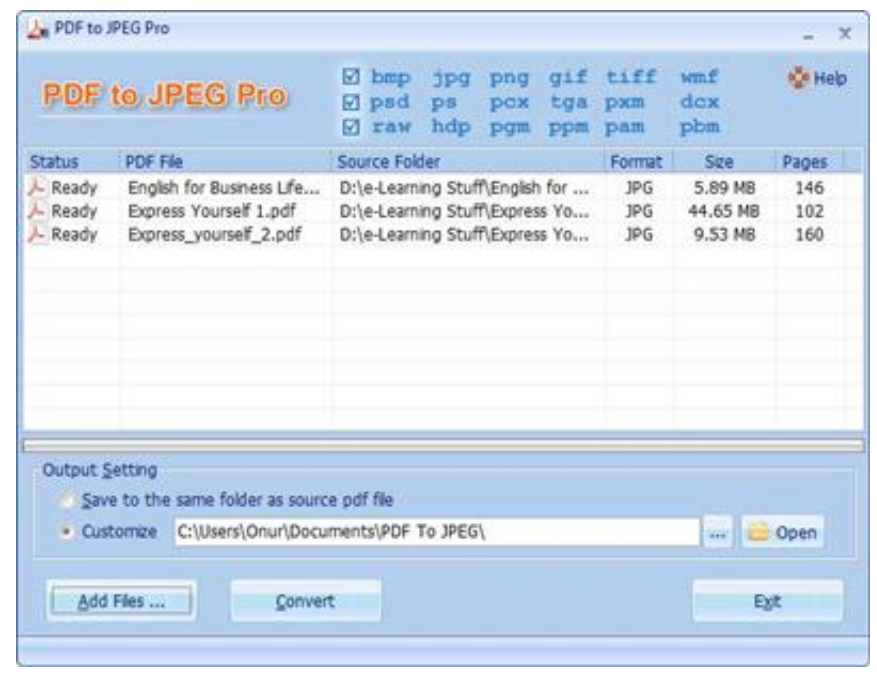 PDF to JPEG Pro
PDF to JPEG Pro
bmp jpg png gif tiff wmf
psd ps pcx tga pxm dcx
raw hdp pgm ppm pam pbm
Help
Status PDF File Source Folder Format Size Pages
Ready English for Business Life... D:\e-Learning Stuff\English for ... JPG 5.89 MB 146
Ready Express Yourself 1.pdf D:\e-Learning Stuff\Express Yo... JPG 44.65 MB 102
Ready Express_yourself_2.pdf D:\e-Learning Stuff\Express Yo... JPG 9.53 MB 160
Output Setting
Save to the same folder as source pdf file
Customize C:\Users\Onur\Documents\PDF To JPEG\ ... Open
Add Files ... Convert Exit